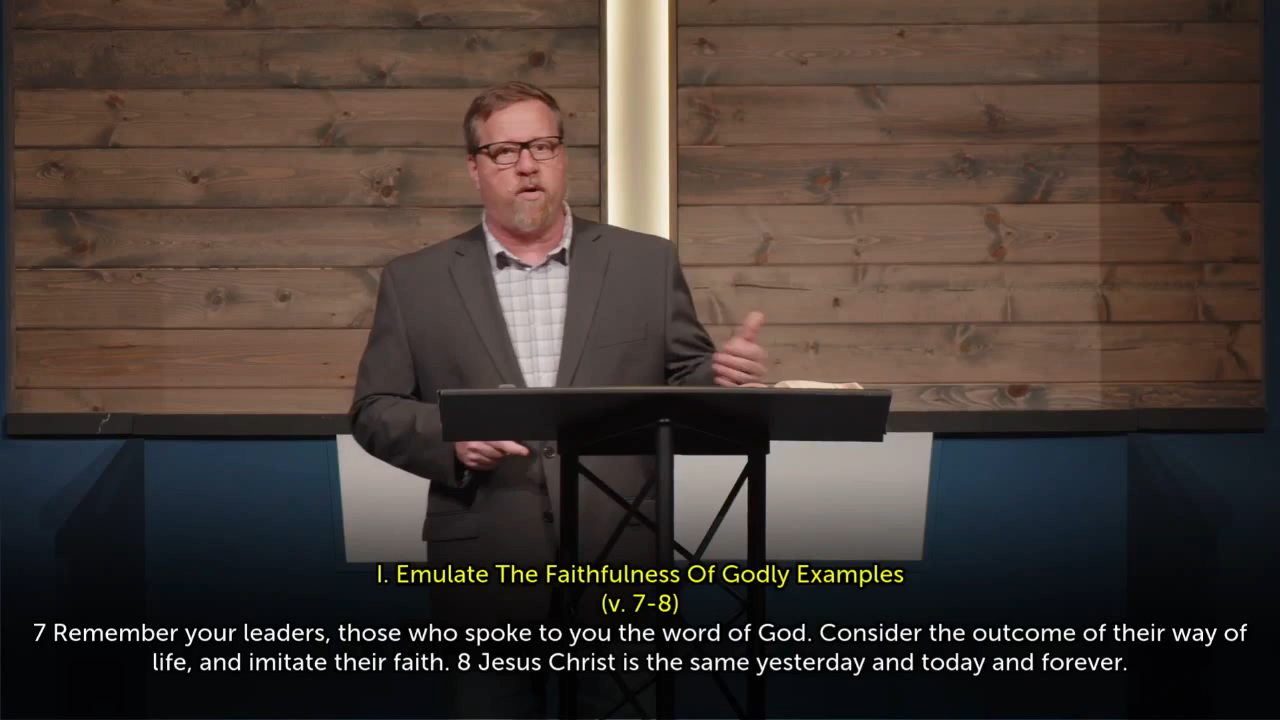 I. Emulate The Faithfulness Of Godly Examples
(v. 7-8)
7 Remember your leaders, those who spoke to you the word of God. Consider the outcome of their way of
life, and imitate their faith. 8 Jesus Christ is the same yesterday and today and forever.